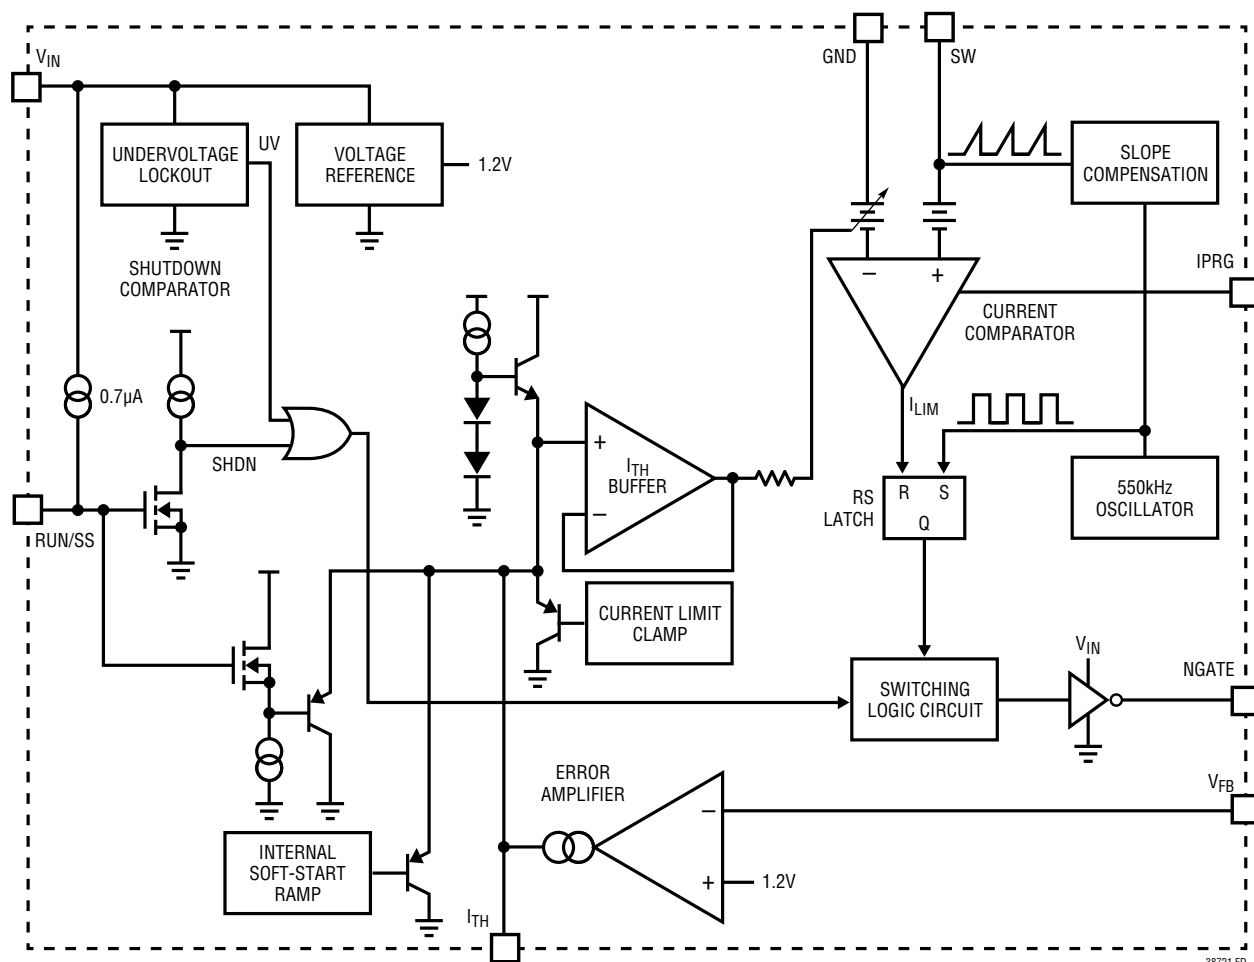 GND
SW
VIN
UNDERVOLTAGE
LOCKOUT
UV
VOLTAGE
REFERENCE
1.2V
SLOPE
COMPENSATION
SHUTDOWN
COMPARATOR
IPRG
–
+
CURRENT
COMPARATOR
0.7µA
ILIM
SHDN
+
ITH
BUFFER
–
RS
LATCH
R
S
Q
550kHz
OSCILLATOR
RUN/SS
CURRENT LIMIT
CLAMP
VIN
NGATE
SWITCHING
LOGIC CIRCUIT
ERROR
AMPLIFIER
VFB
–
+
1.2V
INTERNAL
SOFT-START
RAMP
ITH
38721 FD